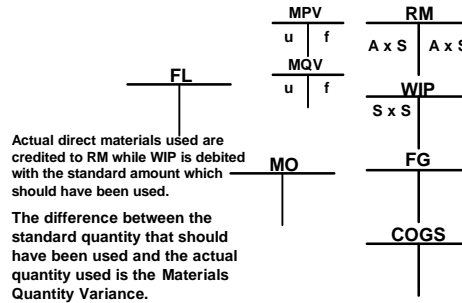 MPV
u f
MQV
u f
RM
A x S A x S
FL
WIP
S x S
Actual direct materials used are
credited to RM while WIP is debited
with the standard amount which
should have been used.
MO
FG
The difference between the
standard quantity that should
have been used and the actual
quantity used is the Materials
Quantity Variance.
COGS